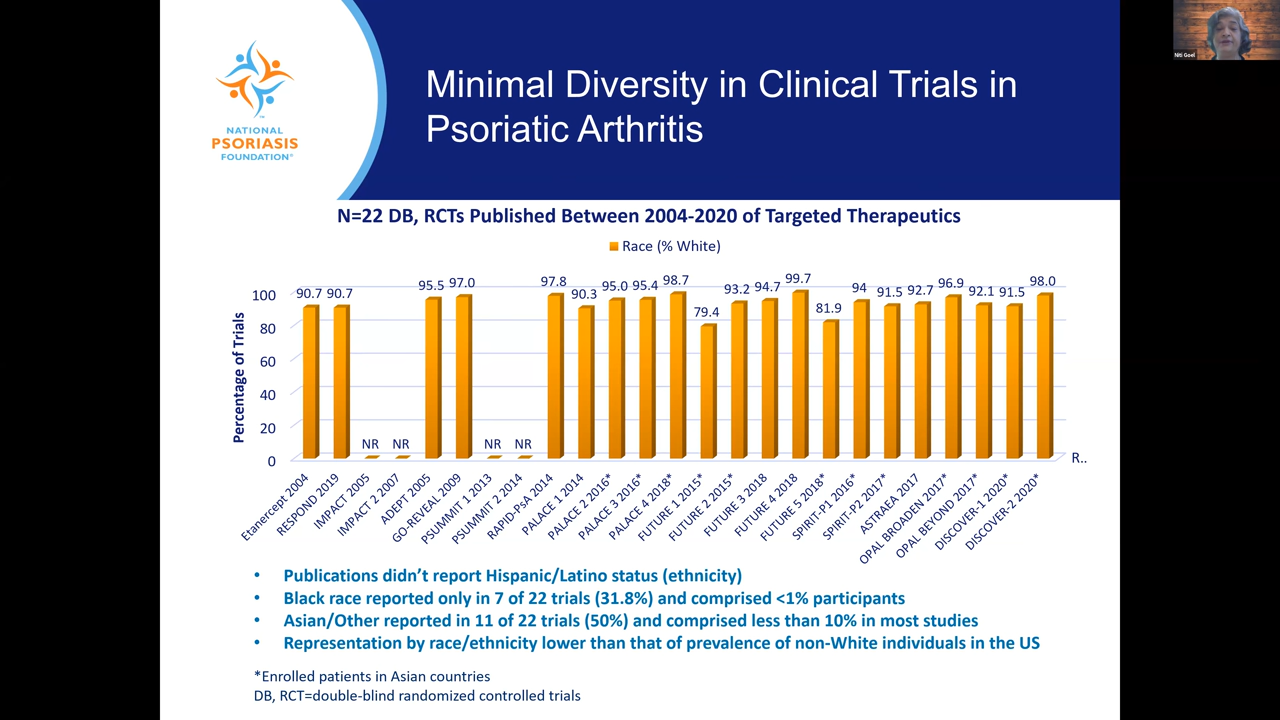 Niti Goel
NATIONAL
PSORIASIS
FOUNDATION®
Minimal Diversity in Clinical Trials in
Psoriatic Arthritis
N=22 DB, RCTs Published Between 2004-2020 of Targeted Therapeutics
Race (% White)
Percentage of Trials
100
80
60
40
20
0
90.7 90.7 NR NR 95.5 97.0 NR NR 97.8 90.3 95.0 95.4 98.7 79.4 93.2 94.7 99.7 81.9 94 91.5 92.7 96.9 92.1 91.5 98.0
R..
Etanercept 2004
RESPOND 2019
IMPACT 2005
IMPACT 2 2007
ADEPT 2005
GO-REVEAL 2009
PSUMMIT 1 2013
PSUMMIT 2 2014
RAPID-PsA 2014
PALACE 1 2014
PALACE 2 2016*
PALACE 3 2016*
PALACE 4 2018*
FUTURE 1 2015*
FUTURE 2 2015*
FUTURE 3 2018
FUTURE 4 2018
FUTURE 5 2018*
SPIRIT-P1 2016*
SPIRIT-P2 2017*
ASTRAEA 2017
OPAL BROADEN 2017*
OPAL BEYOND 2017*
DISCOVER-1 2020*
DISCOVER-2 2020*
• Publications didn’t report Hispanic/Latino status (ethnicity)
• Black race reported only in 7 of 22 trials (31.8%) and comprised <1% participants
• Asian/Other reported in 11 of 22 trials (50%) and comprised less than 10% in most studies
• Representation by race/ethnicity lower than that of prevalence of non-White individuals in the US
*Enrolled patients in Asian countries
DB, RCT=double-blind randomized controlled trials